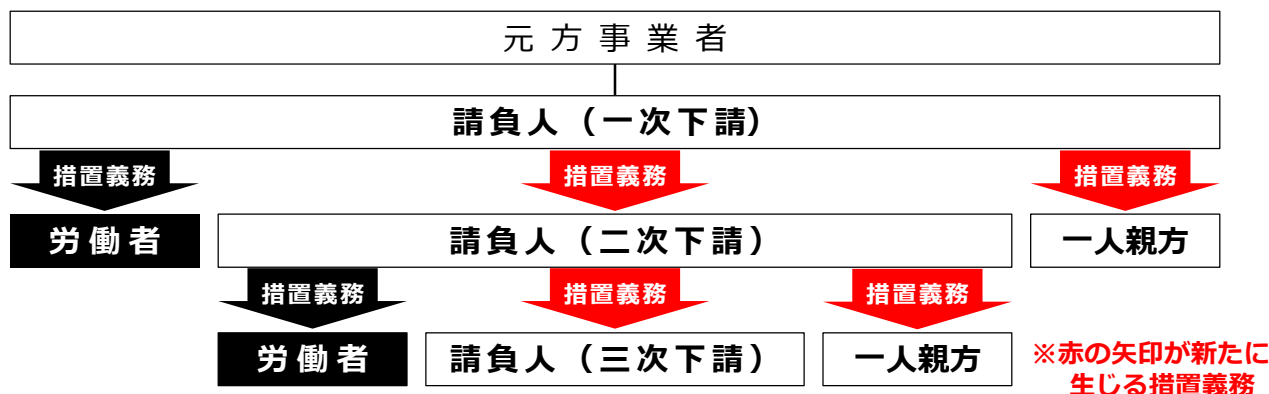 元方事業者
請負人（一次下請）
措置義務 措置義務 措置義務
労働者 請負人（二次下請） 一人親方
措置義務 措置義務 措置義務
労働者 請負人（三次下請） 一人親方
※赤の矢印が新たに
生じる措置義務